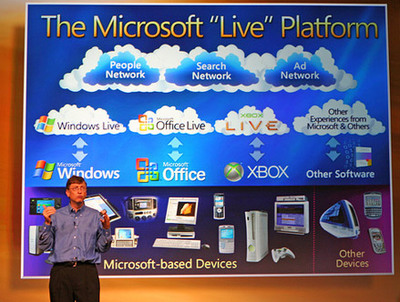 The Microsoft "Live" Platform
People Network
Search Network
Ad Network
Windows Live
Microsoft Office Live
XBOX LIVE
Other Experiences from Microsoft & Others
Microsoft Windows
Microsoft Office
XBOX
Other Software
Microsoft-based Devices
Other Devices